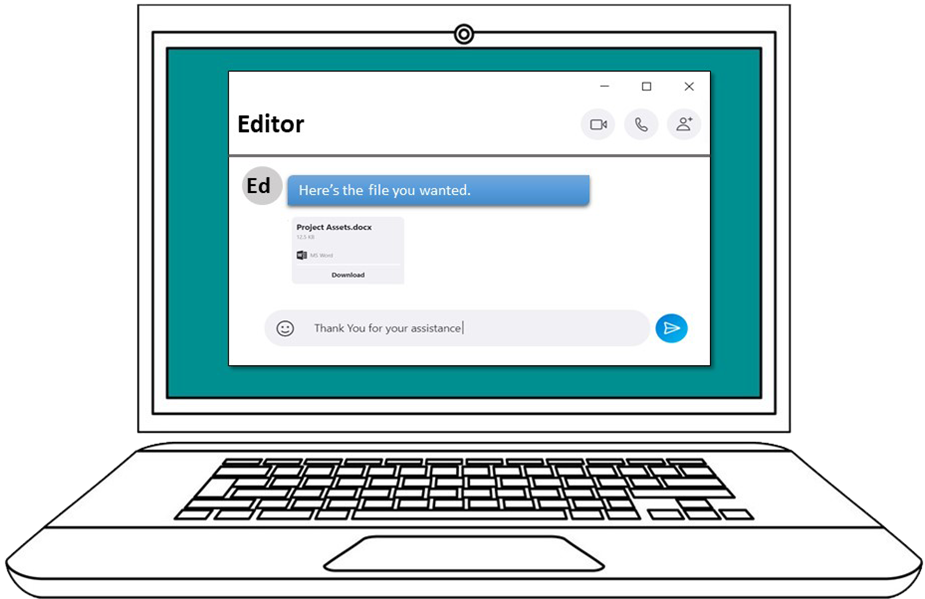 Editor
Ed
Here's the file you wanted.
Project Assets.docx
12.5 KB
MS Word
Download
Thank You for your assistance